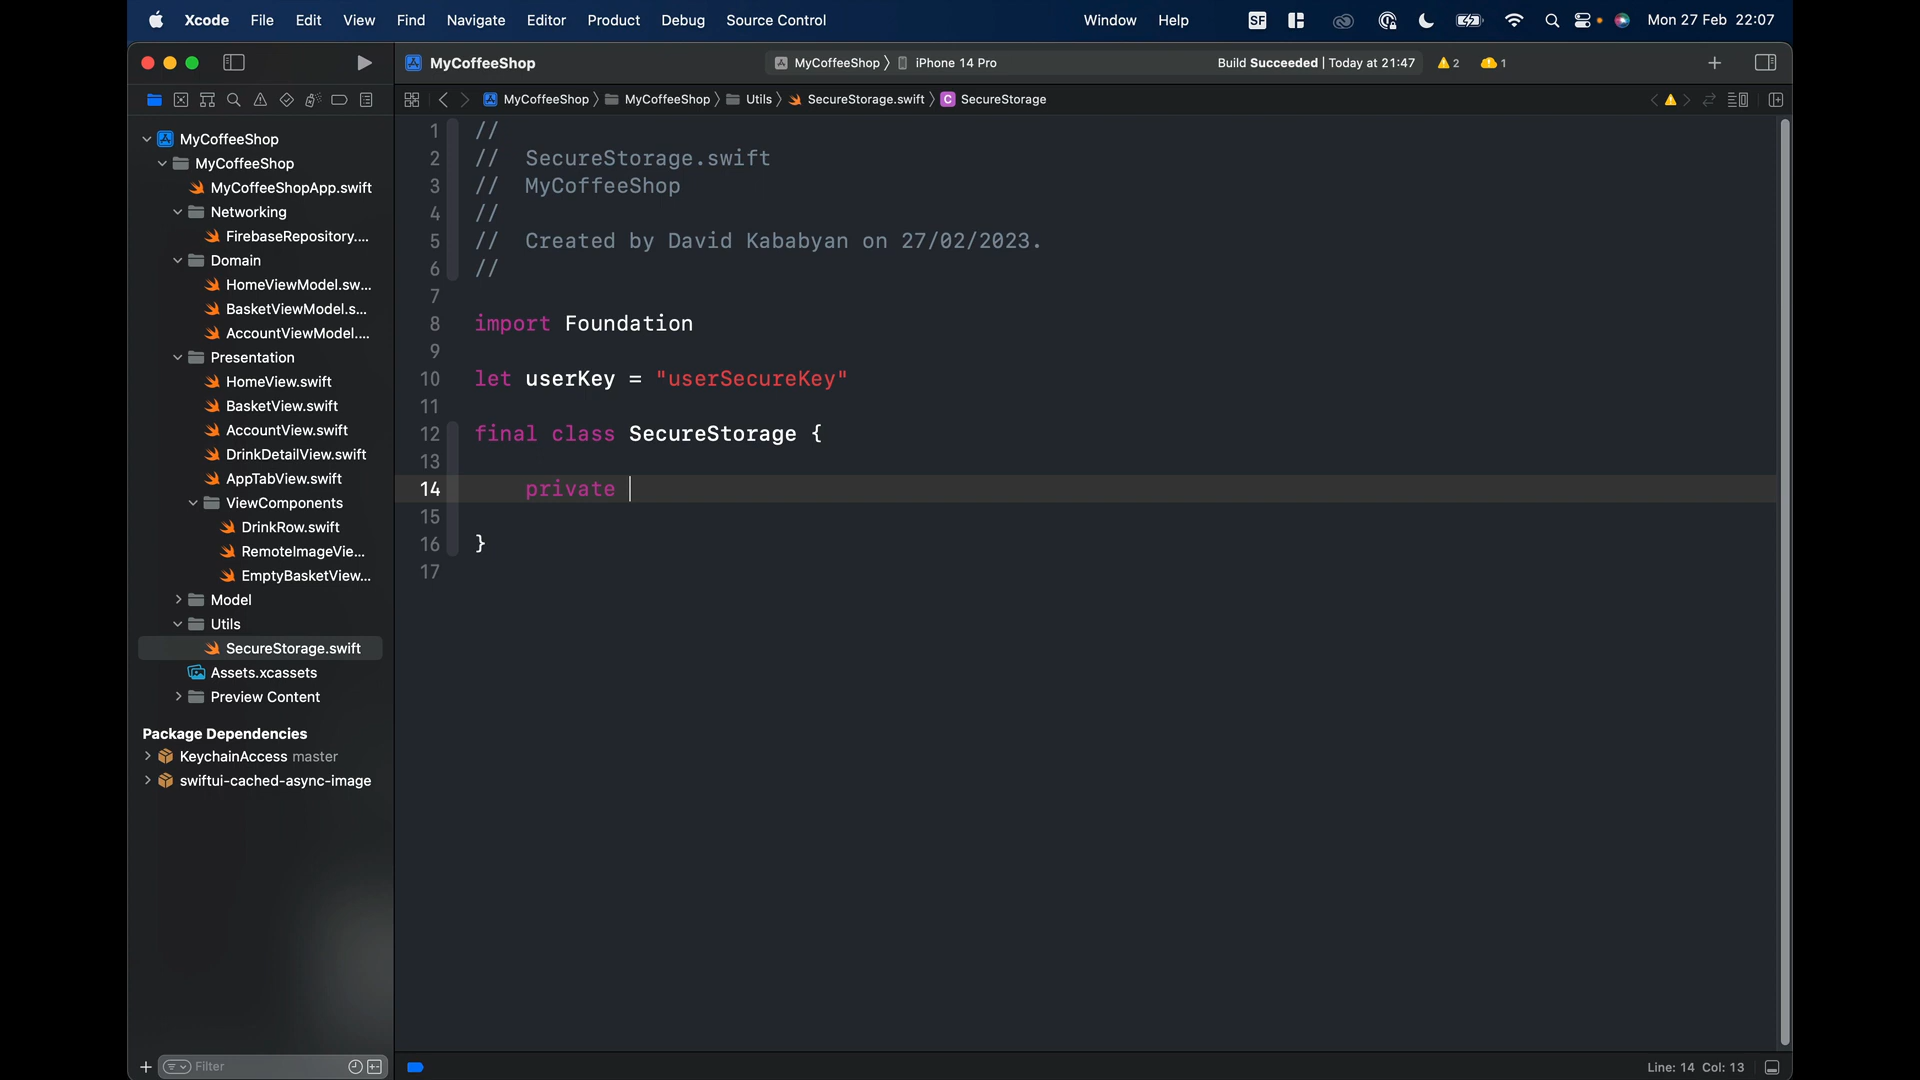 Xcode File Edit View Find Navigate Editor Product Debug Source Control Window Help SF Mon 27 Feb 22:07
MyCoffeeShop MyCoffeeShop iPhone 14 Pro Build Succeeded | Today at 21:47 2 1
MyCoffeeShop MyCoffeeShop Utils SecureStorage.swift C SecureStorage
MyCoffeeShop
MyCoffeeShop
MyCoffeeShopApp.swift
Networking
FirebaseRepository....
Domain
HomeViewModel.sw...
BasketViewModel.s...
AccountViewModel....
Presentation
HomeView.swift
BasketView.swift
AccountView.swift
DrinkDetailView.swift
AppTabView.swift
ViewComponents
DrinkRow.swift
RemoteImageVie...
EmptyBasketView...
Model
Utils
SecureStorage.swift
Assets.xcassets
Preview Content
Package Dependencies
KeychainAccess master
swiftui-cached-async-image
Filter
1 //
2 // SecureStorage.swift
3 // MyCoffeeShop
4 //
5 // Created by David Kababyan on 27/02/2023.
6 //
7
8 import Foundation
9
10 let userKey = "userSecureKey"
11
12 final class SecureStorage {
13
14 private
15
16 }
17
Line: 14 Col: 13